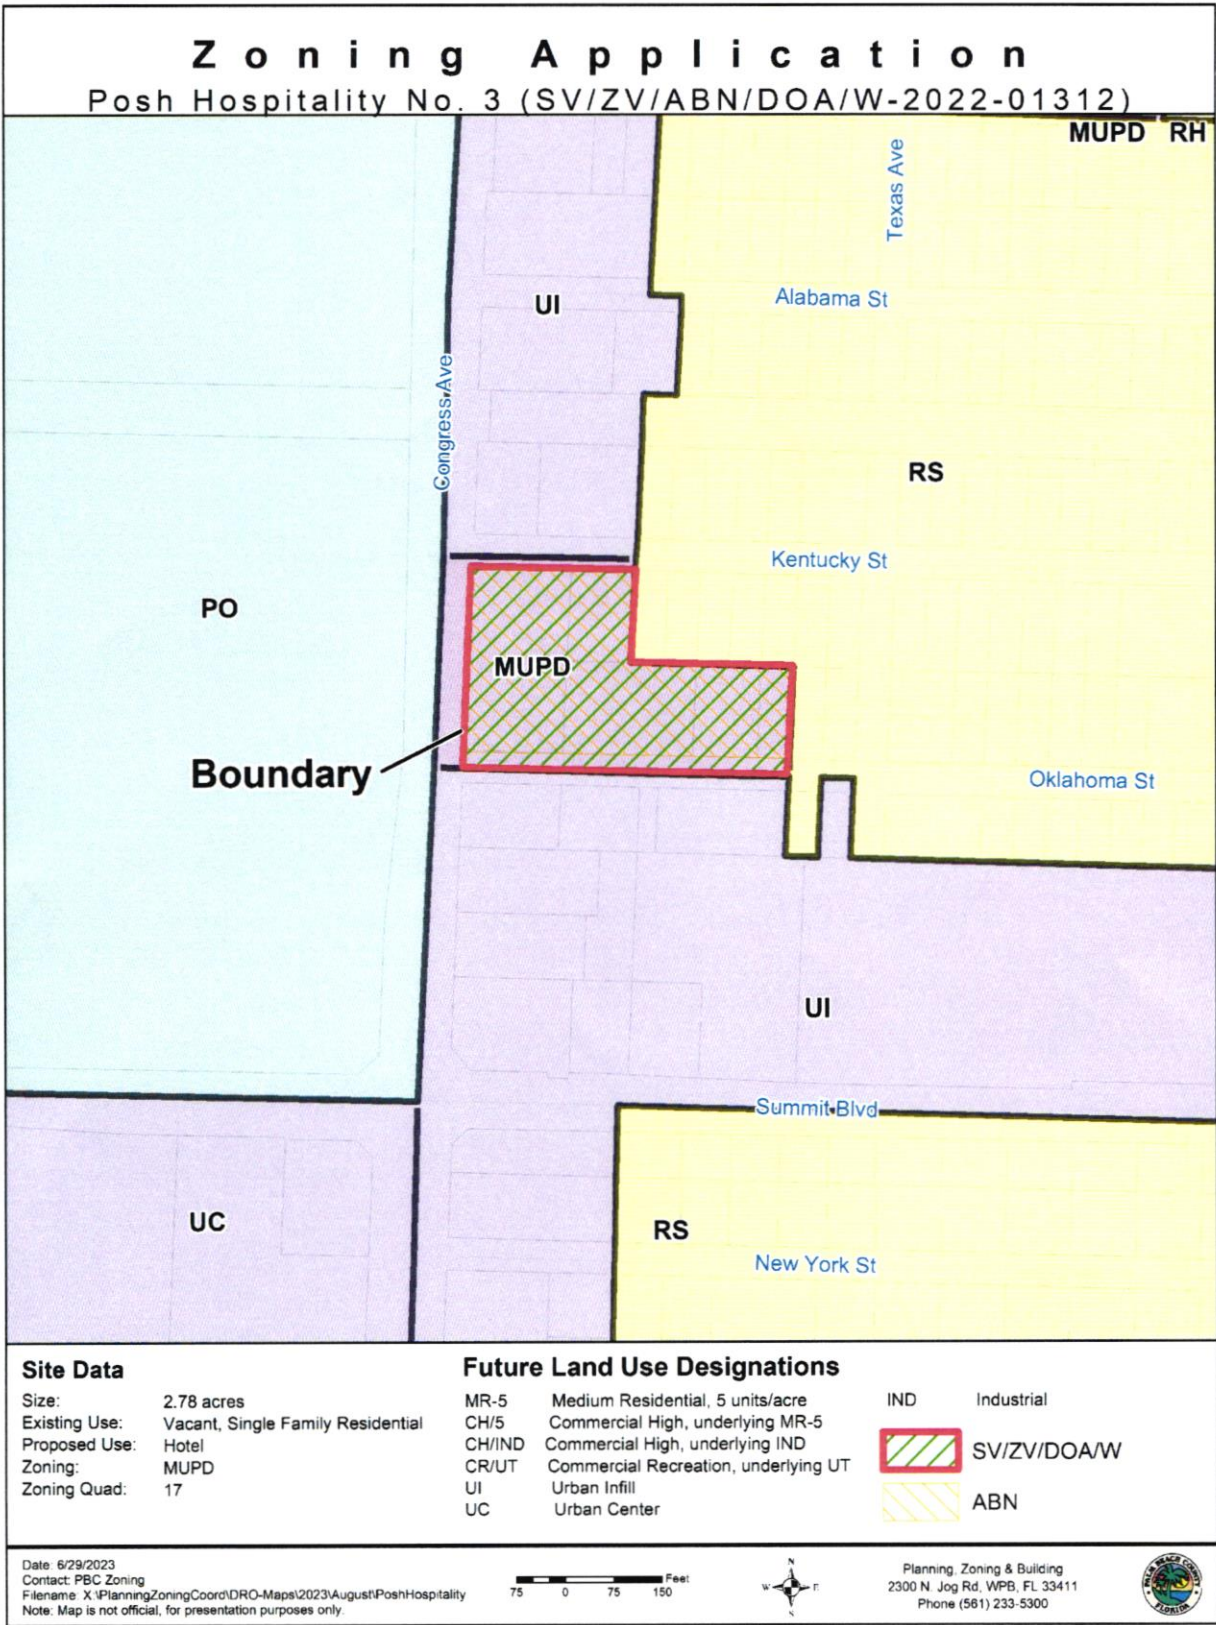 Zoning Application
Posh Hospitality No. 3 (SV/ZV/ABN/DOA/W-2022-01312)
MUPD RH
Texas Ave
UI
Alabama St
Congress Ave
RS
Kentucky St
PO
MUPD
Boundary
Oklahoma St
UI
Summit Blvd
UC
RS
New York St
Site Data
Size: 2.78 acres
Existing Use: Vacant, Single Family Residential
Proposed Use: Hotel
Zoning: MUPD
Zoning Quad: 17
Future Land Use Designations
MR-5 Medium Residential, 5 units/acre
CH/5 Commercial High, underlying MR-5
CH/IND Commercial High, underlying IND
CR/UT Commercial Recreation, underlying UT
UI Urban Infill
UC Urban Center
IND Industrial
SV/ZV/DOA/W
ABN
Date: 6/29/2023
Contact: PBC Zoning
Filename: X:\PlanningZoningCoord\DRO-Maps\2023\August\PoshHospitality
Note: Map is not official, for presentation purposes only.
75 0 75 150 Feet
N
W E
S
Planning, Zoning & Building
2300 N. Jog Rd, WPB, FL 33411
Phone (561) 233-5300
PALM BEACH COUNTY
FLORIDA